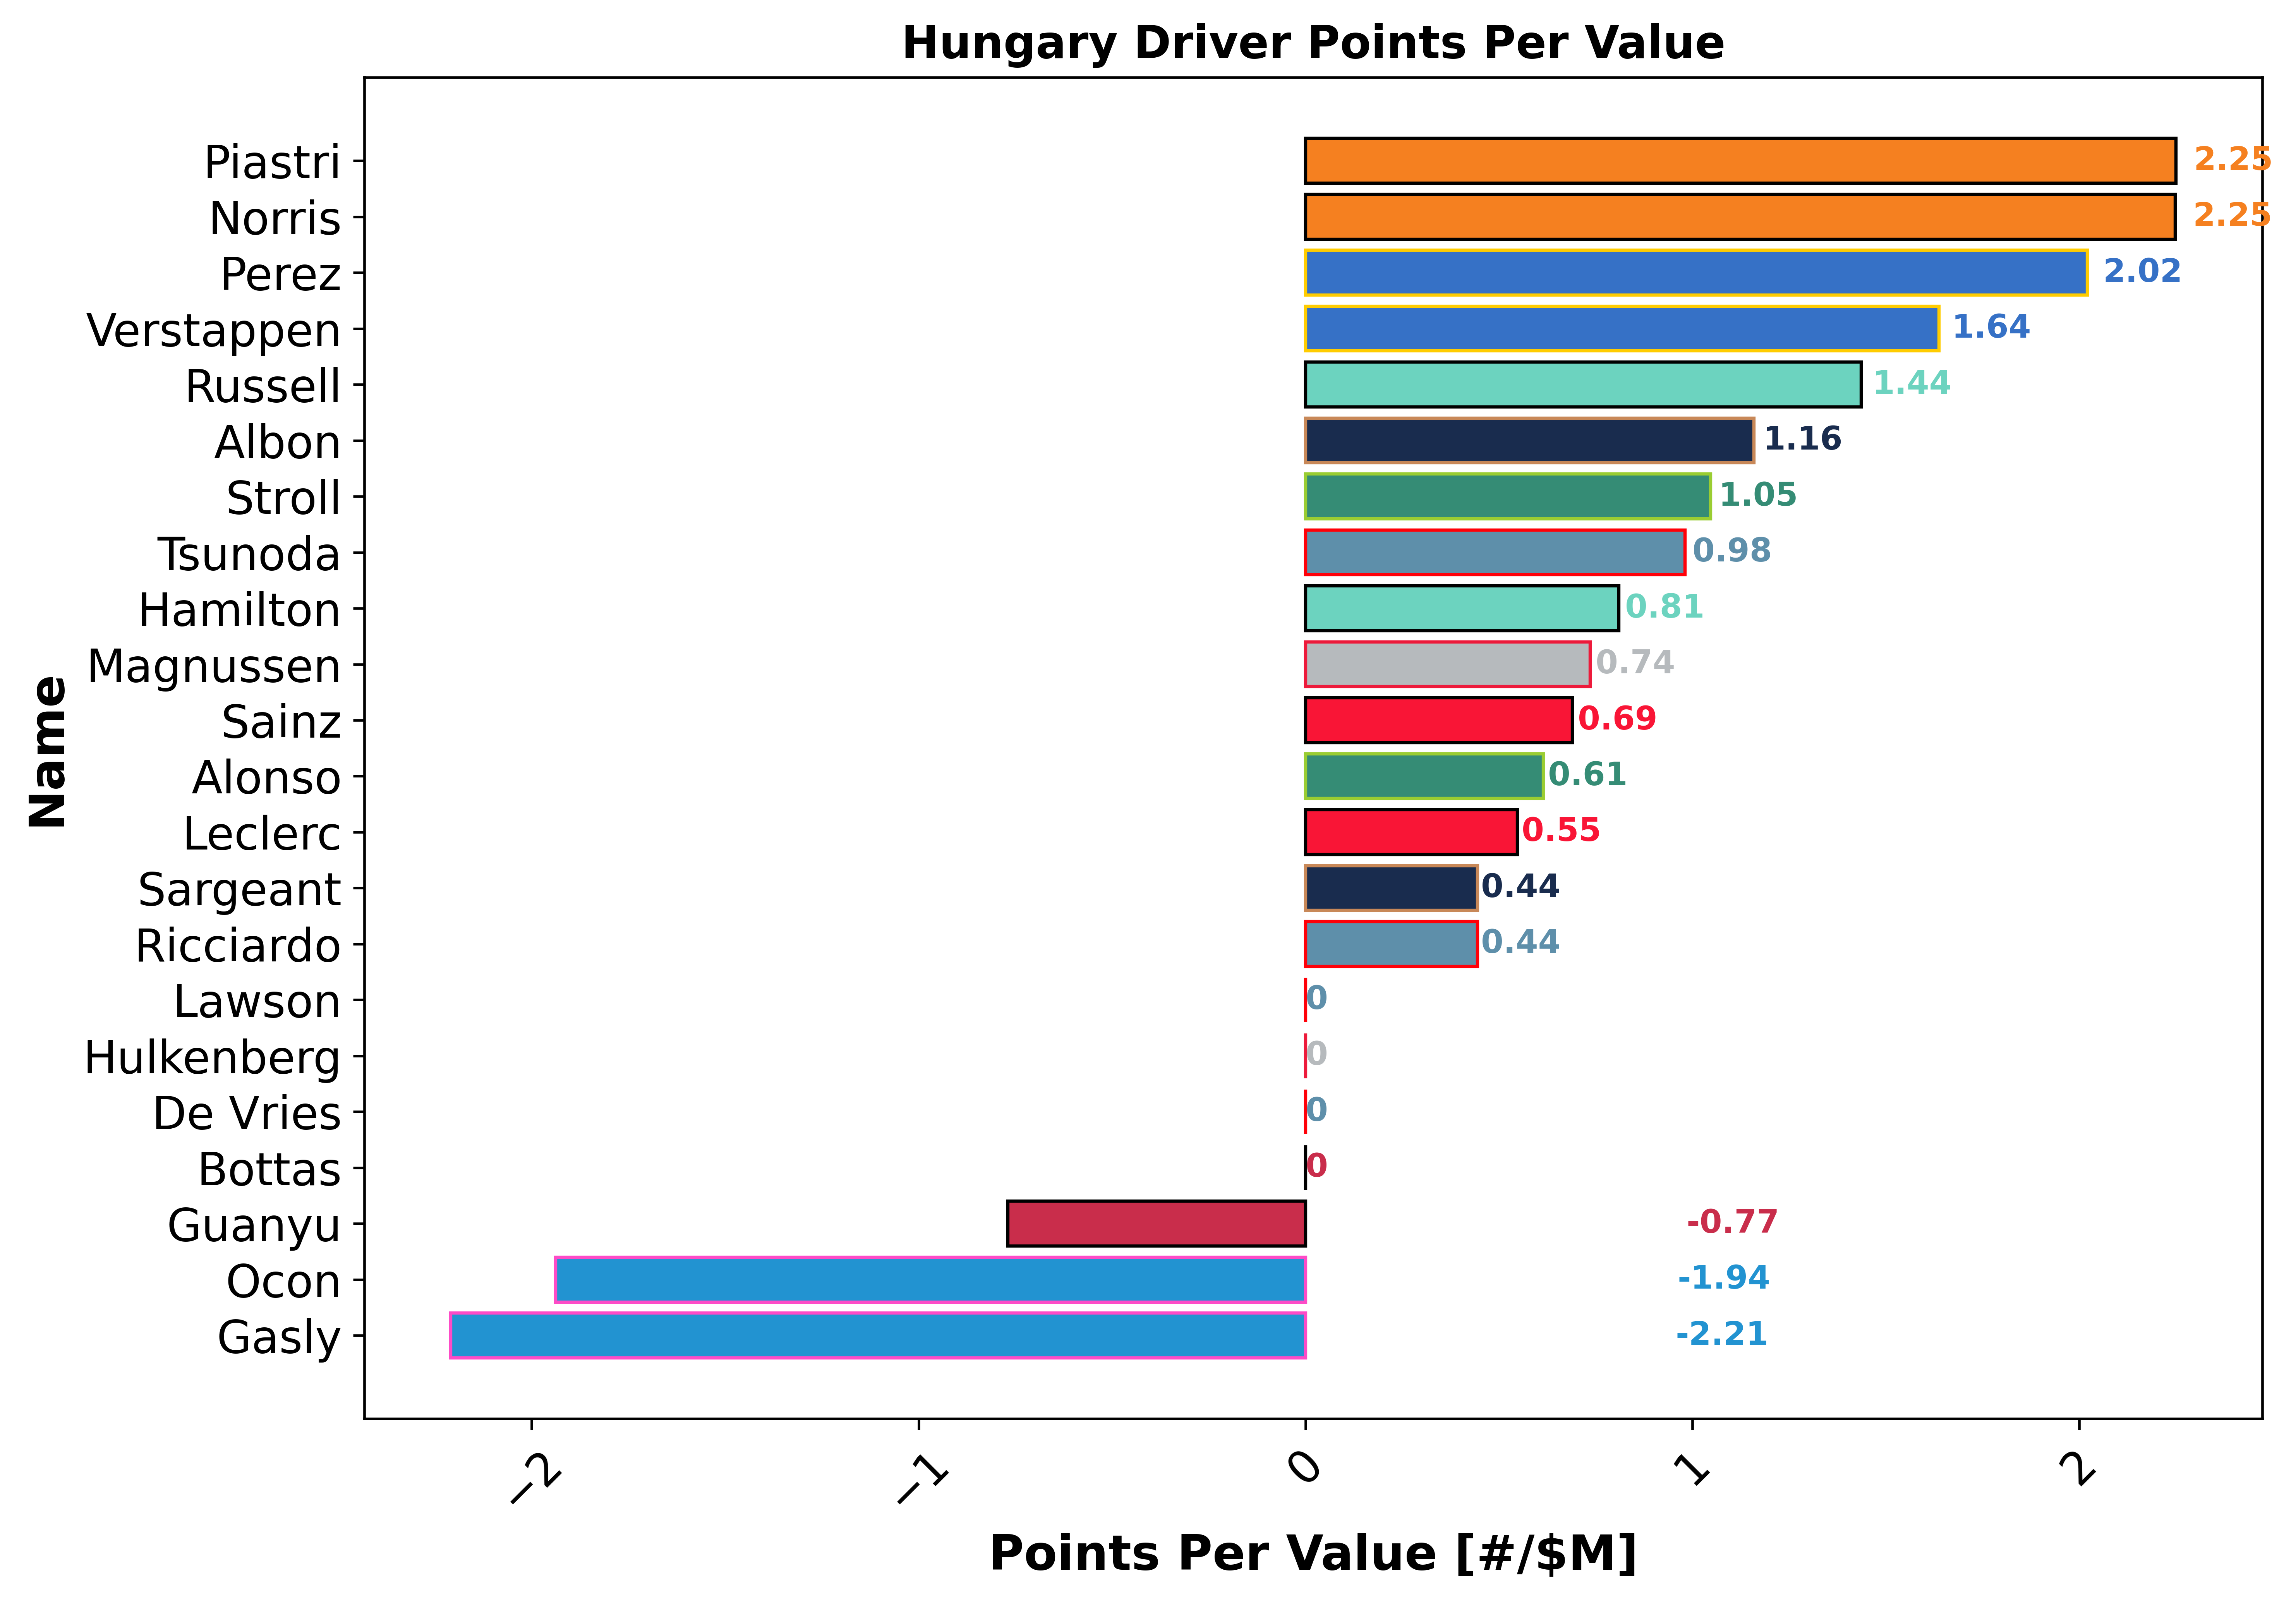 Hungary Driver Points Per Value
Name
Piastri 2.25
Norris 2.25
Perez 2.02
Verstappen 1.64
Russell 1.44
Albon 1.16
Stroll 1.05
Tsunoda 0.98
Hamilton 0.81
Magnussen 0.74
Sainz 0.69
Alonso 0.61
Leclerc 0.55
Sargeant 0.44
Ricciardo 0.44
Lawson 0
Hulkenberg 0
De Vries 0
Bottas 0
Guanyu -0.77
Ocon -1.94
Gasly -2.21
−2 −1 0 1 2
Points Per Value [#/$M]